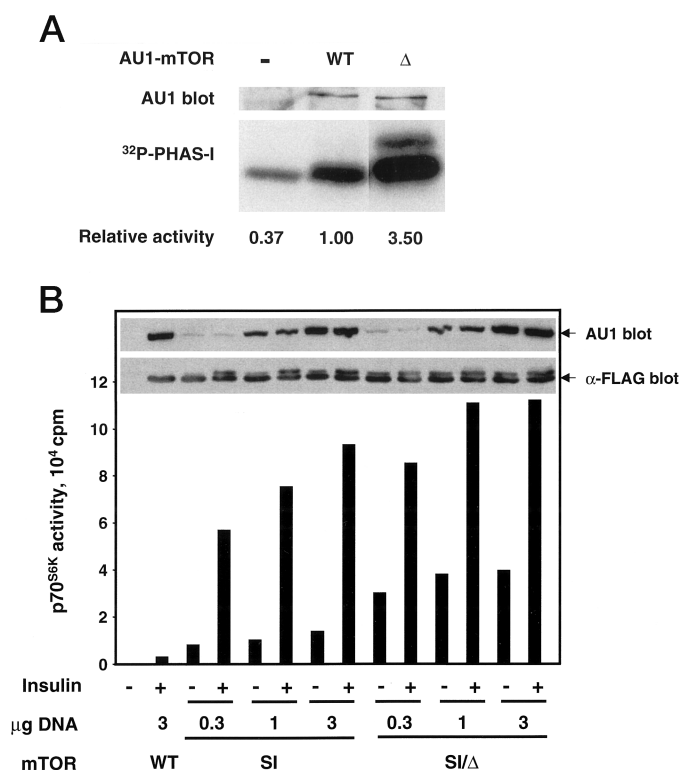 A
AU1-mTOR - WT Δ
AU1 blot
³²P-PHAS-I
Relative activity 0.37 1.00 3.50
B
AU1 blot
α-FLAG blot
p70ˢ⁶ᴷ activity, 10⁴ cpm
12
10
8
6
4
2
0
Insulin - + - + - + - + - + - + - +
μg DNA 3 0.3 1 3 0.3 1 3
mTOR WT SI SI/Δ